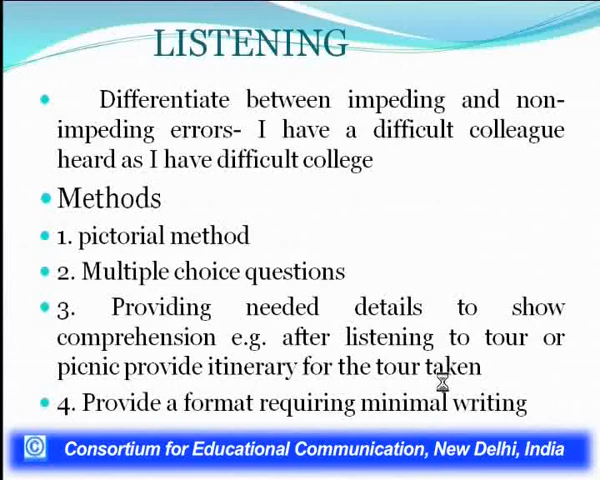 LISTENING
Differentiate between impeding and non-
impeding errors- I have a difficult colleague
heard as I have difficult college
Methods
1. pictorial method
2. Multiple choice questions
3. Providing needed details to show
comprehension e.g. after listening to tour or
picnic provide itinerary for the tour taken
4. Provide a format requiring minimal writing
© Consortium for Educational Communication, New Delhi, India